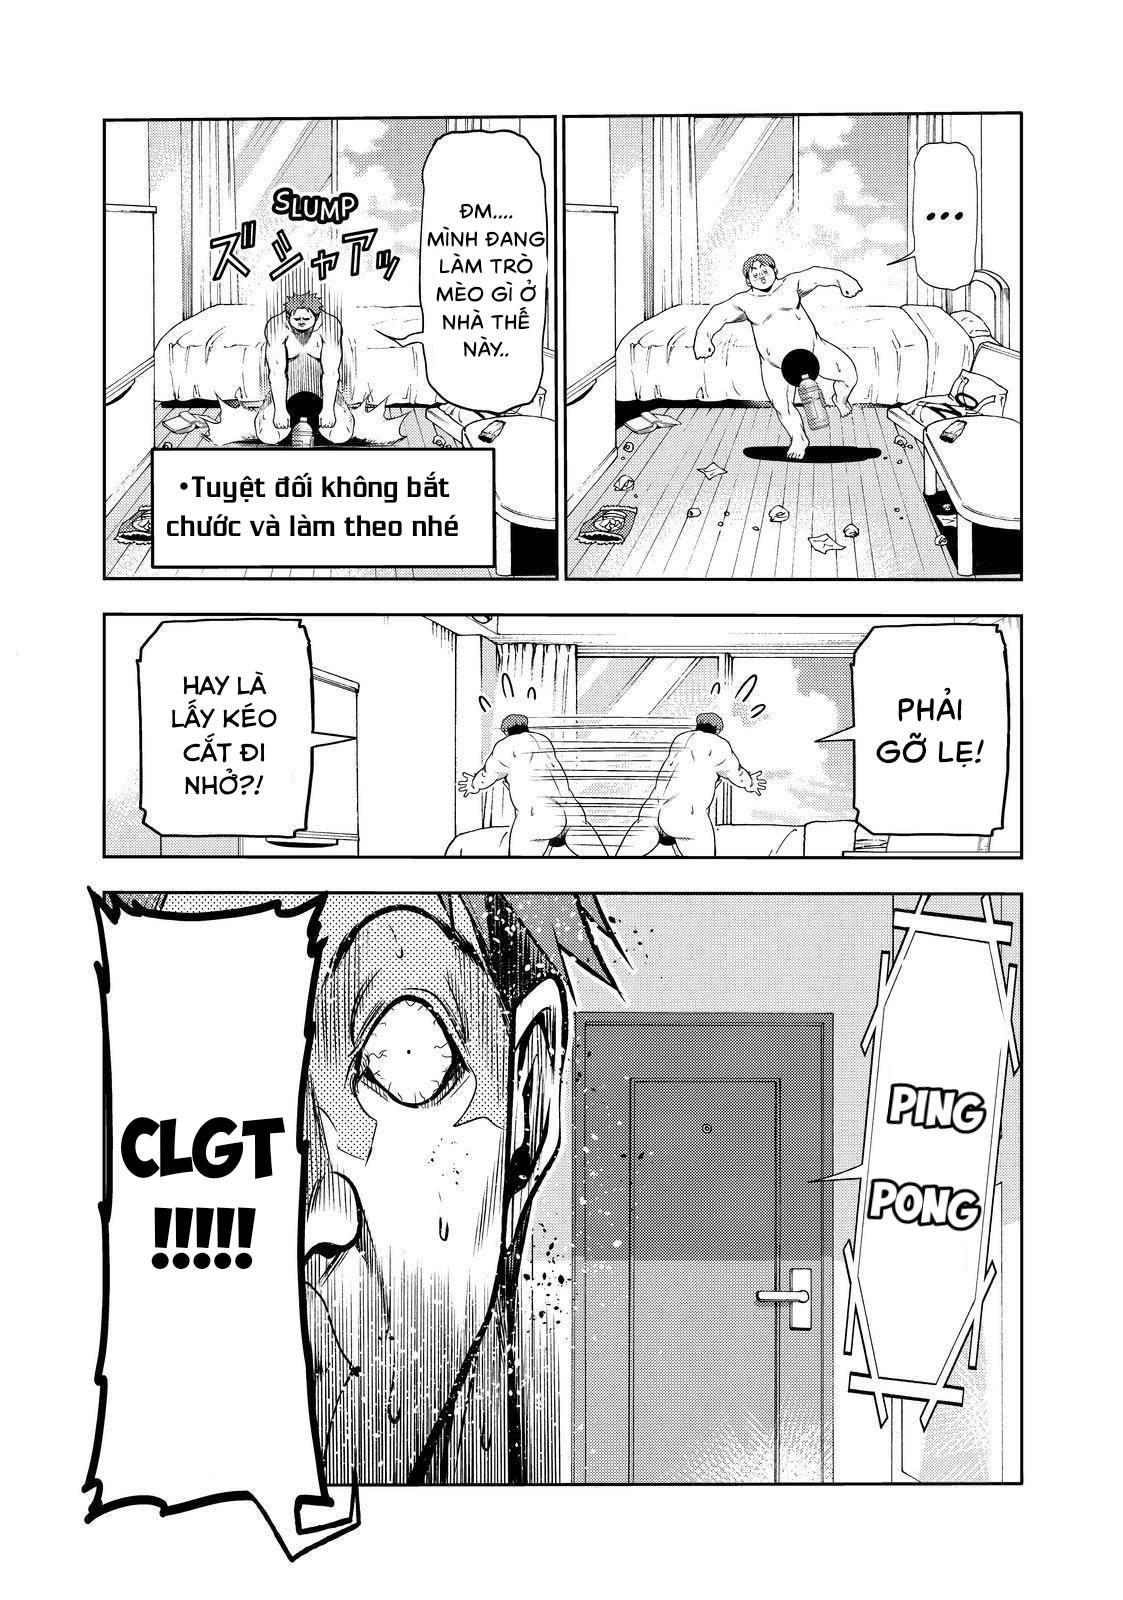 ...
ĐM....
MÌNH ĐANG
LÀM TRÒ
MÈO GÌ Ở
NHÀ THẾ
NÀY..
SLUMP
ズシャアッ
•Tuyệt đối không bắt
chước và làm theo nhé
PHẢI
GỠ LẸ!
HAY LÀ
LẤY KÉO
CẮT ĐI
NHỞ?!
PING
PONG
CLGT
!!!!!